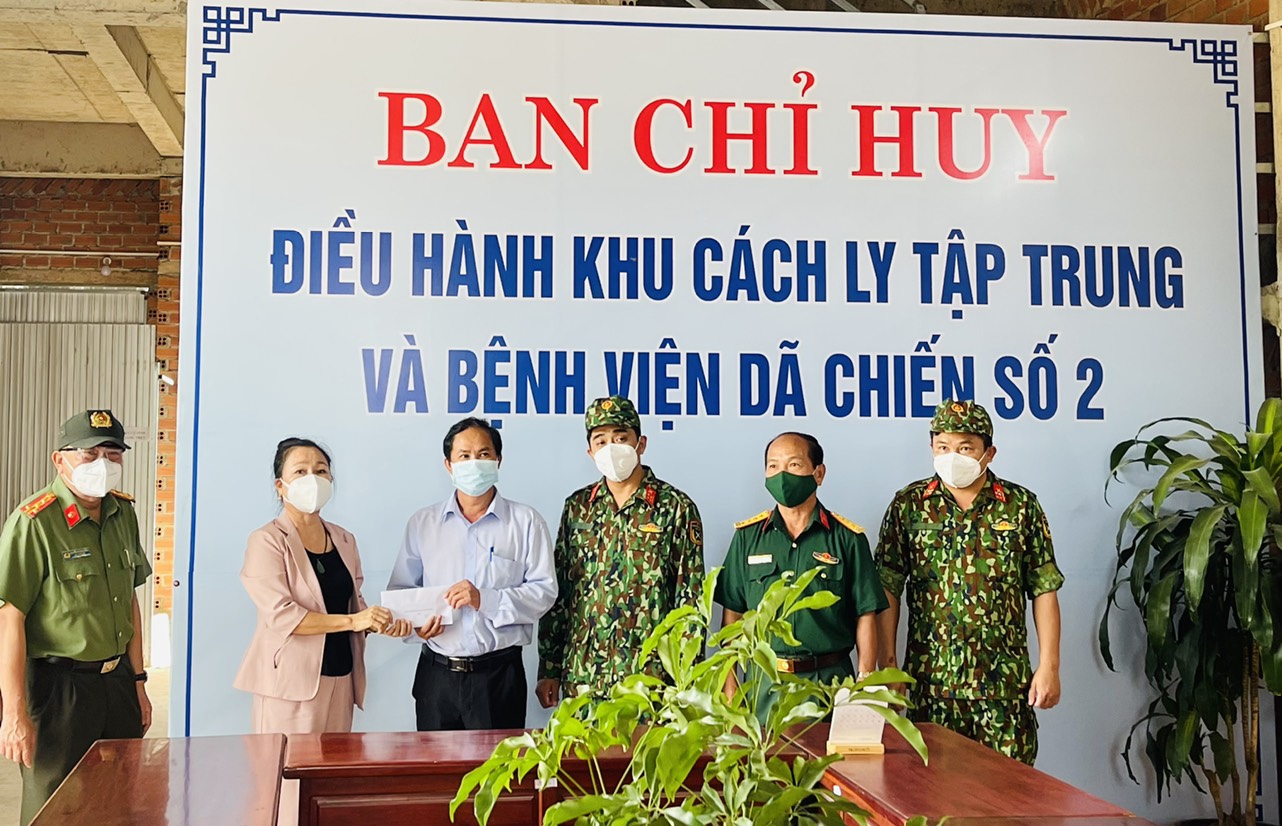 BAN CHỈ HUY
ĐIỀU HÀNH KHU CÁCH LY TẬP TRUNG
VÀ BỆNH VIỆN DÃ CHIẾN SỐ 2